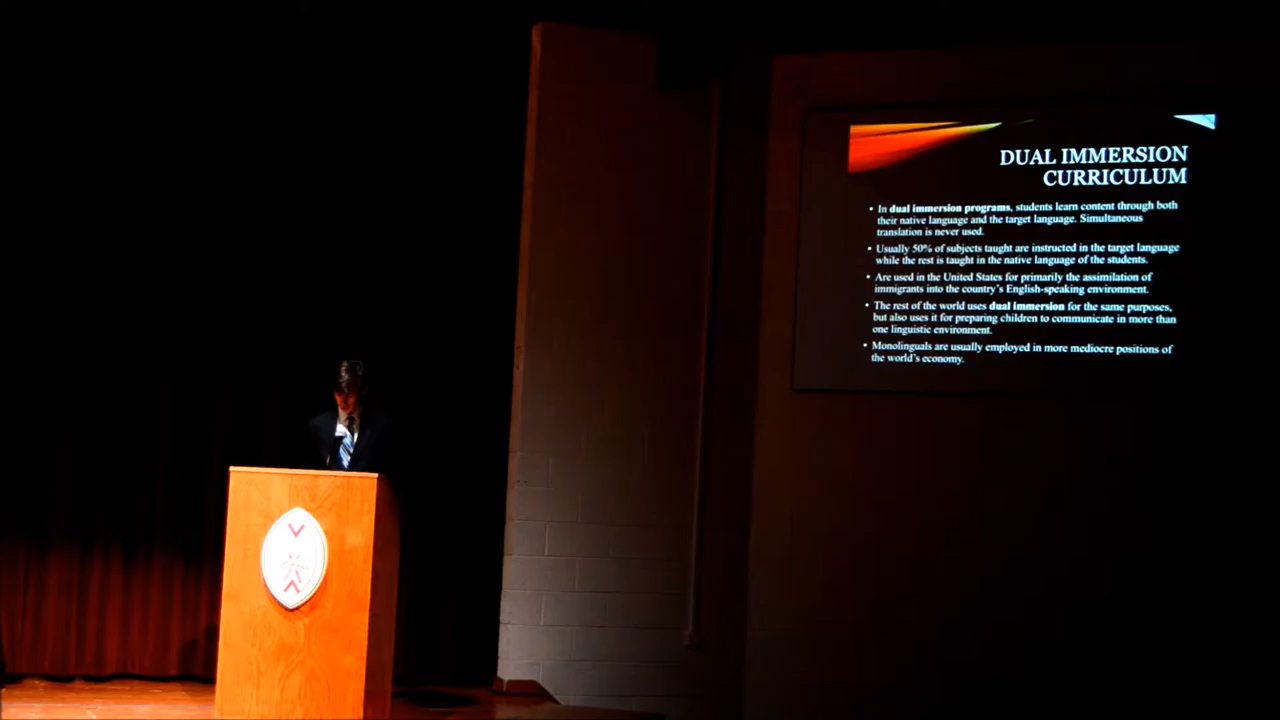 DUAL IMMERSION
CURRICULUM
• In dual immersion programs, students learn content through both
their native language and the target language. Simultaneous
translation is never used.
• Usually 50% of subjects taught are instructed in the target language
while the rest is taught in the native language of the students.
• Are used in the United States for primarily the assimilation of
immigrants into the country's English-speaking environment.
• The rest of the world uses dual immersion for the same purposes,
but also uses it for preparing children to communicate in more than
one linguistic environment.
• Monolinguals are usually employed in more mediocre positions of
the world's economy.